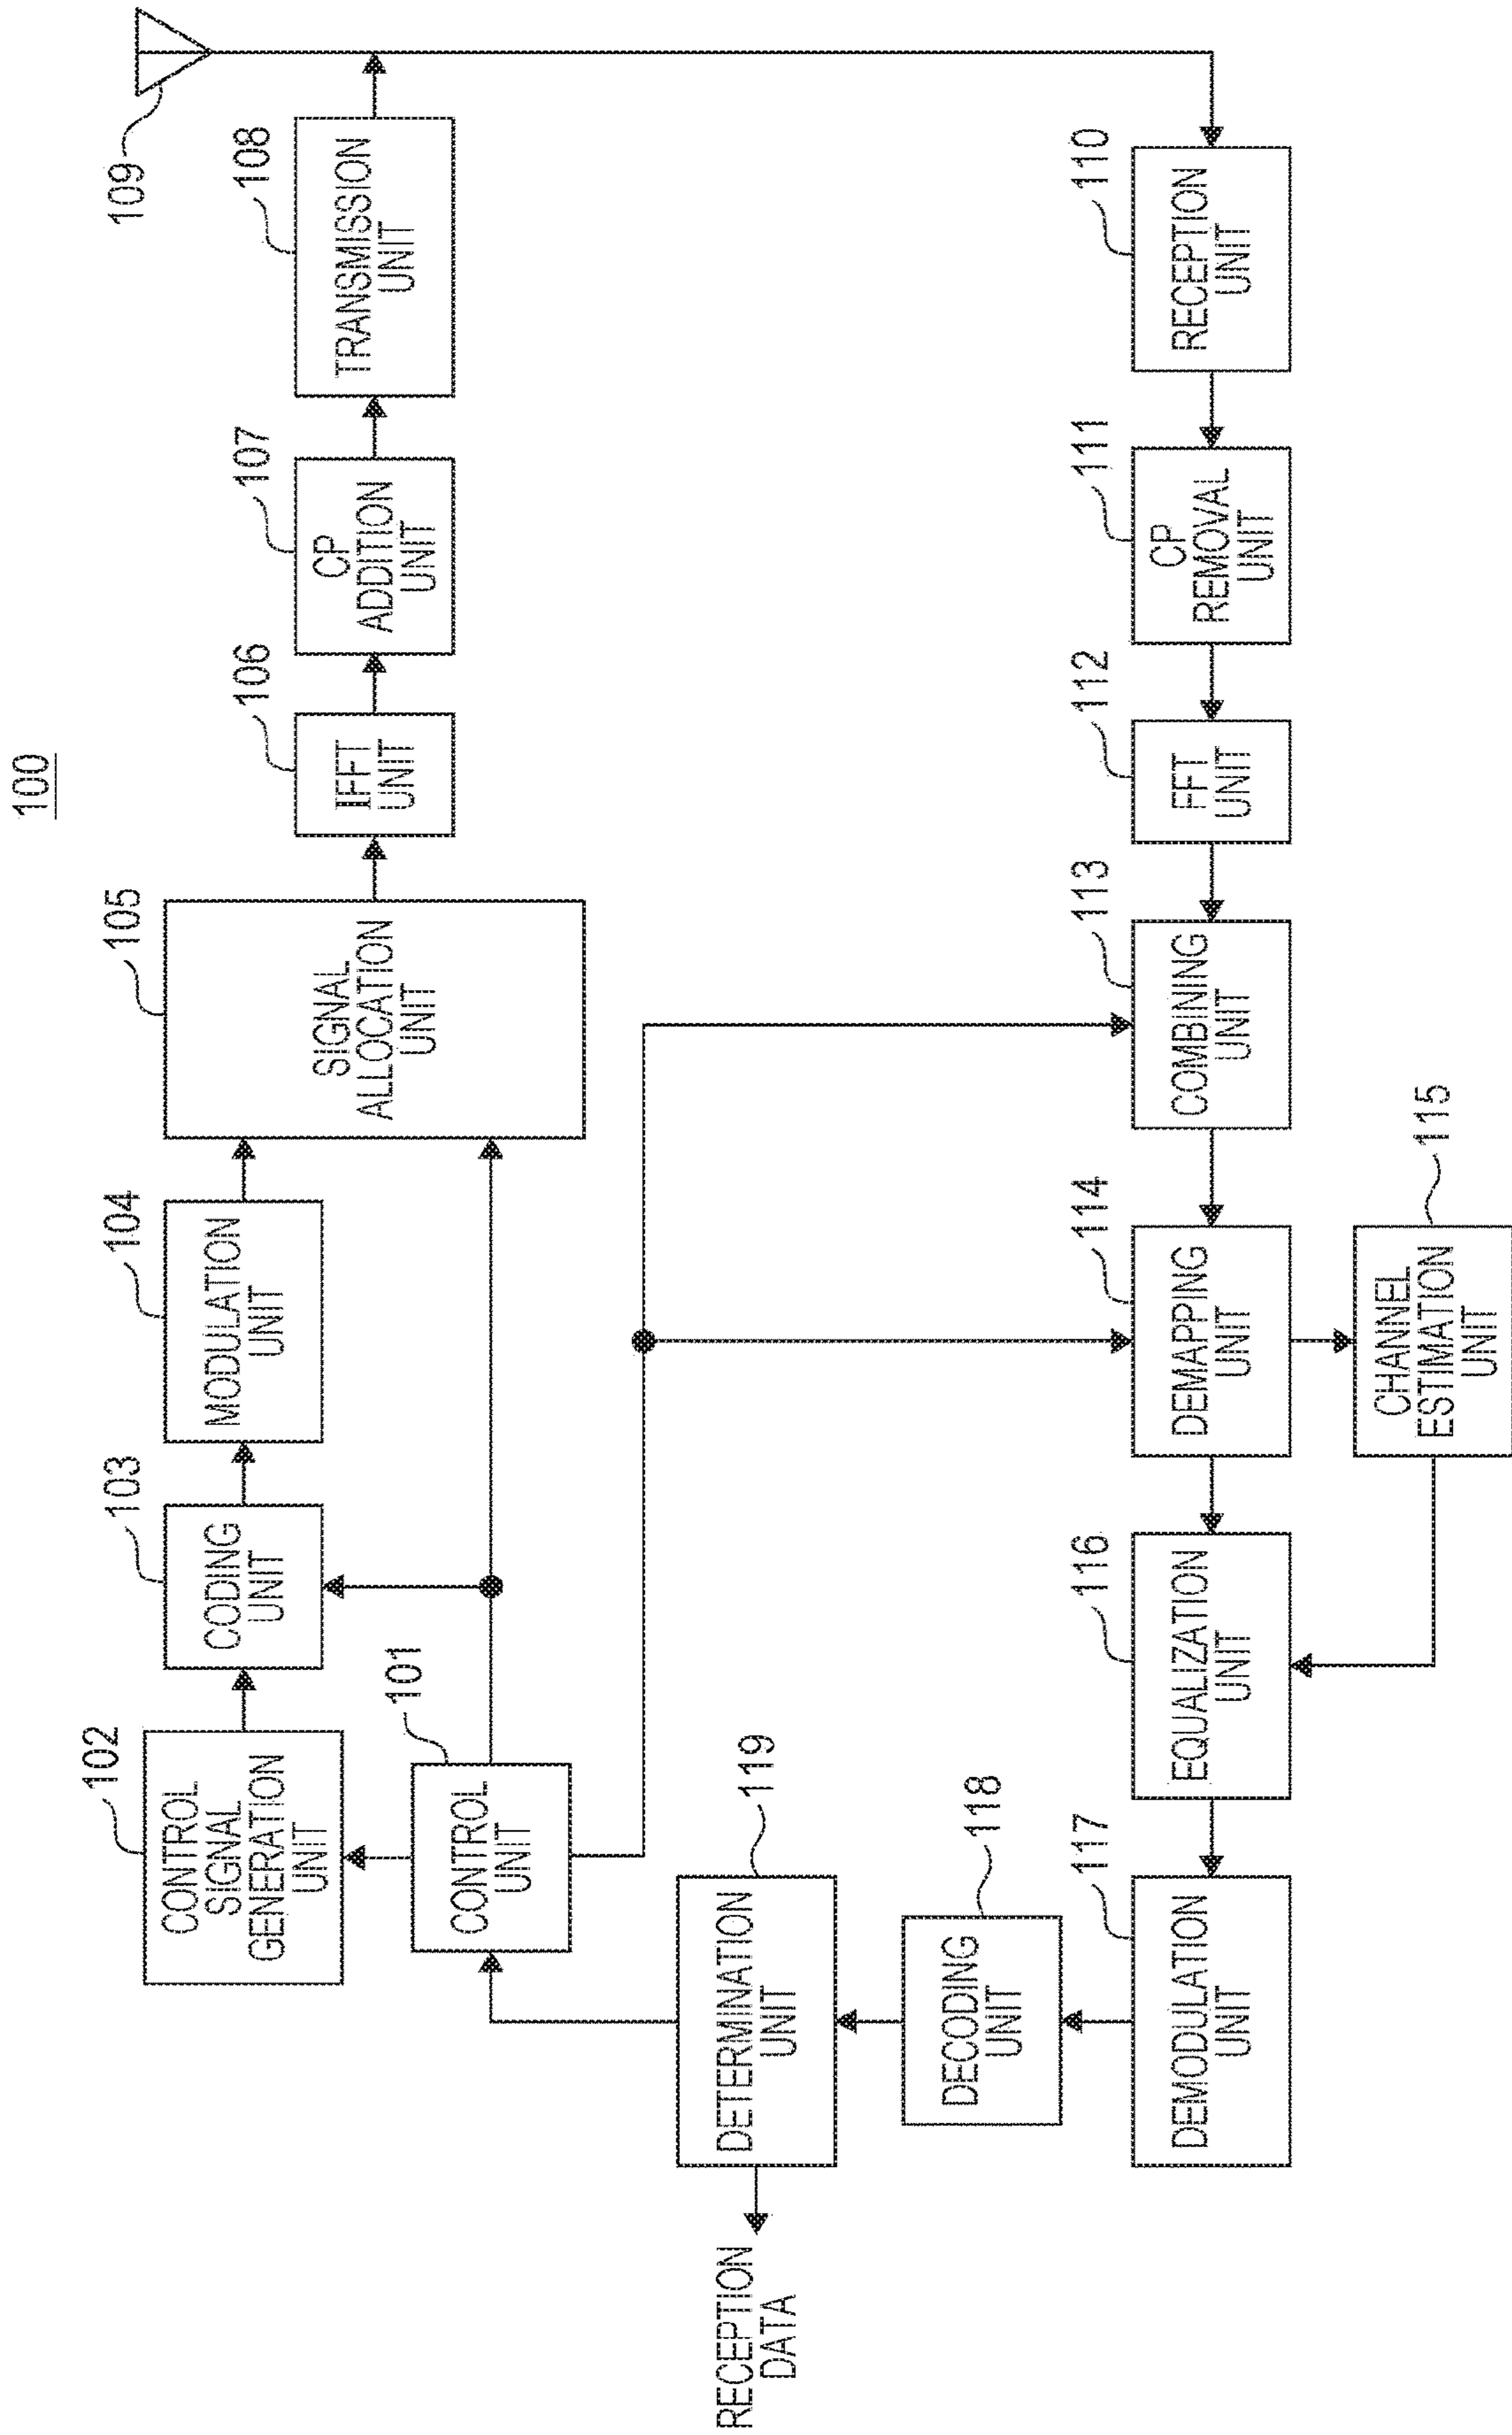 100
109
108
TRANSMISSION
UNIT
107
CP
ADDITION
UNIT
106
IFFT
UNIT
105
SIGNAL
ALLOCATION
UNIT
104
MODULATION
UNIT
103
CODING
UNIT
102
CONTROL
SIGNAL
GENERATION
UNIT
101
CONTROL
UNIT
110
RECEPTION
UNIT
111
CP
REMOVAL
UNIT
112
FFT
UNIT
113
COMBINING
UNIT
114
DEMAPPING
UNIT
115
CHANNEL
ESTIMATION
UNIT
116
EQUALIZATION
UNIT
117
DEMODULATION
UNIT
118
DECODING
UNIT
119
DETERMINATION
UNIT
RECEPTION
DATA